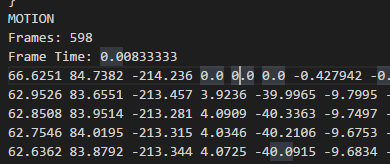 }
MOTION
Frames: 598
Frame Time: 0.00833333
66.6251 84.7382 -214.236 0.0 0.0 0.0 -0.427942 -0.
62.9526 83.6551 -213.457 3.9236 -39.9965 -9.7995 -
62.8508 83.9514 -213.281 4.0909 -40.3363 -9.7497 -
62.7546 84.0195 -213.315 4.0346 -40.2106 -9.6753 -
62.6362 83.8792 -213.344 4.0725 -40.0915 -9.6834 -